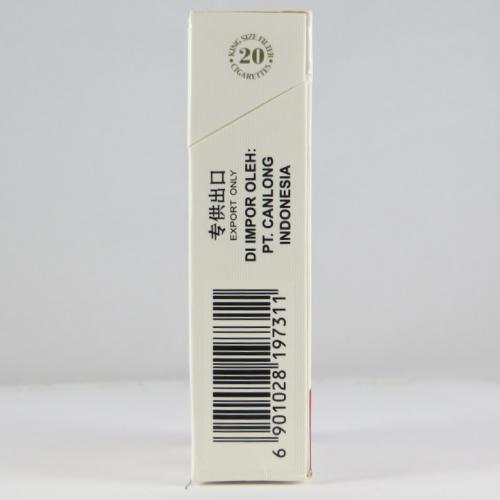 KING SIZE FILTER
20
CIGARETTES
专供出口
EXPORT ONLY
DI IMPOR OLEH:
PT. CANLONG
INDONESIA
6 901028 197311